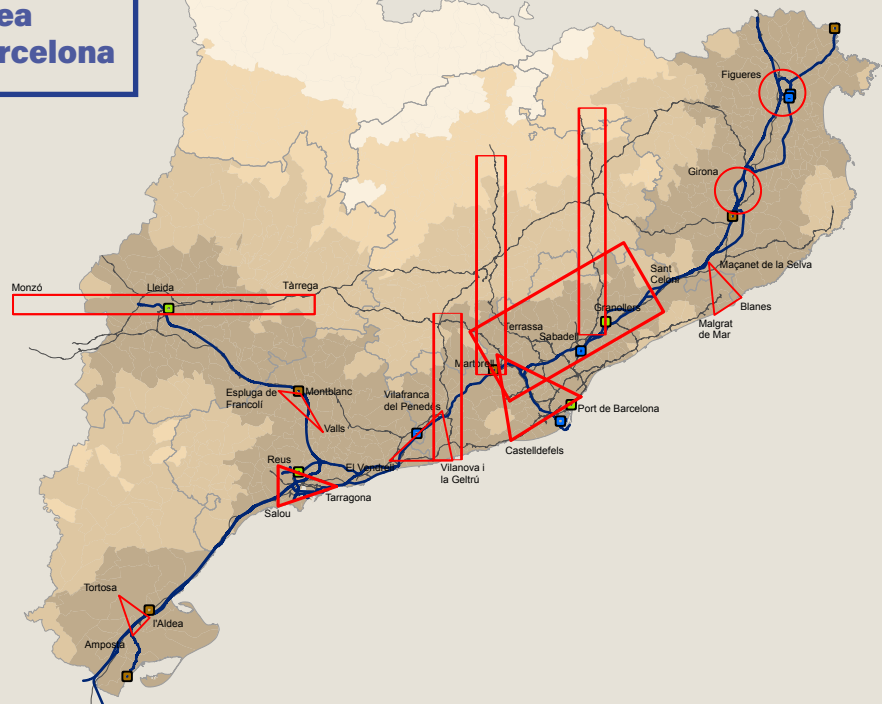 ea
rcelona
Figueres
Girona
Maçanet de la Selva
Sant
Celoni
Blanes
Malgrat
de Mar
Monzó
Lleida
Tàrrega
Granollers
Terrassa
Sabadell
Martorell
Espluga de
Francolí
Montblanc
Valls
Vilafranca
del Penedès
Port de Barcelona
Castelldefels
Reus
El Vendrell
Vilanova i
la Geltrú
Tarragona
Salou
Tortosa
l'Aldea
Amposta